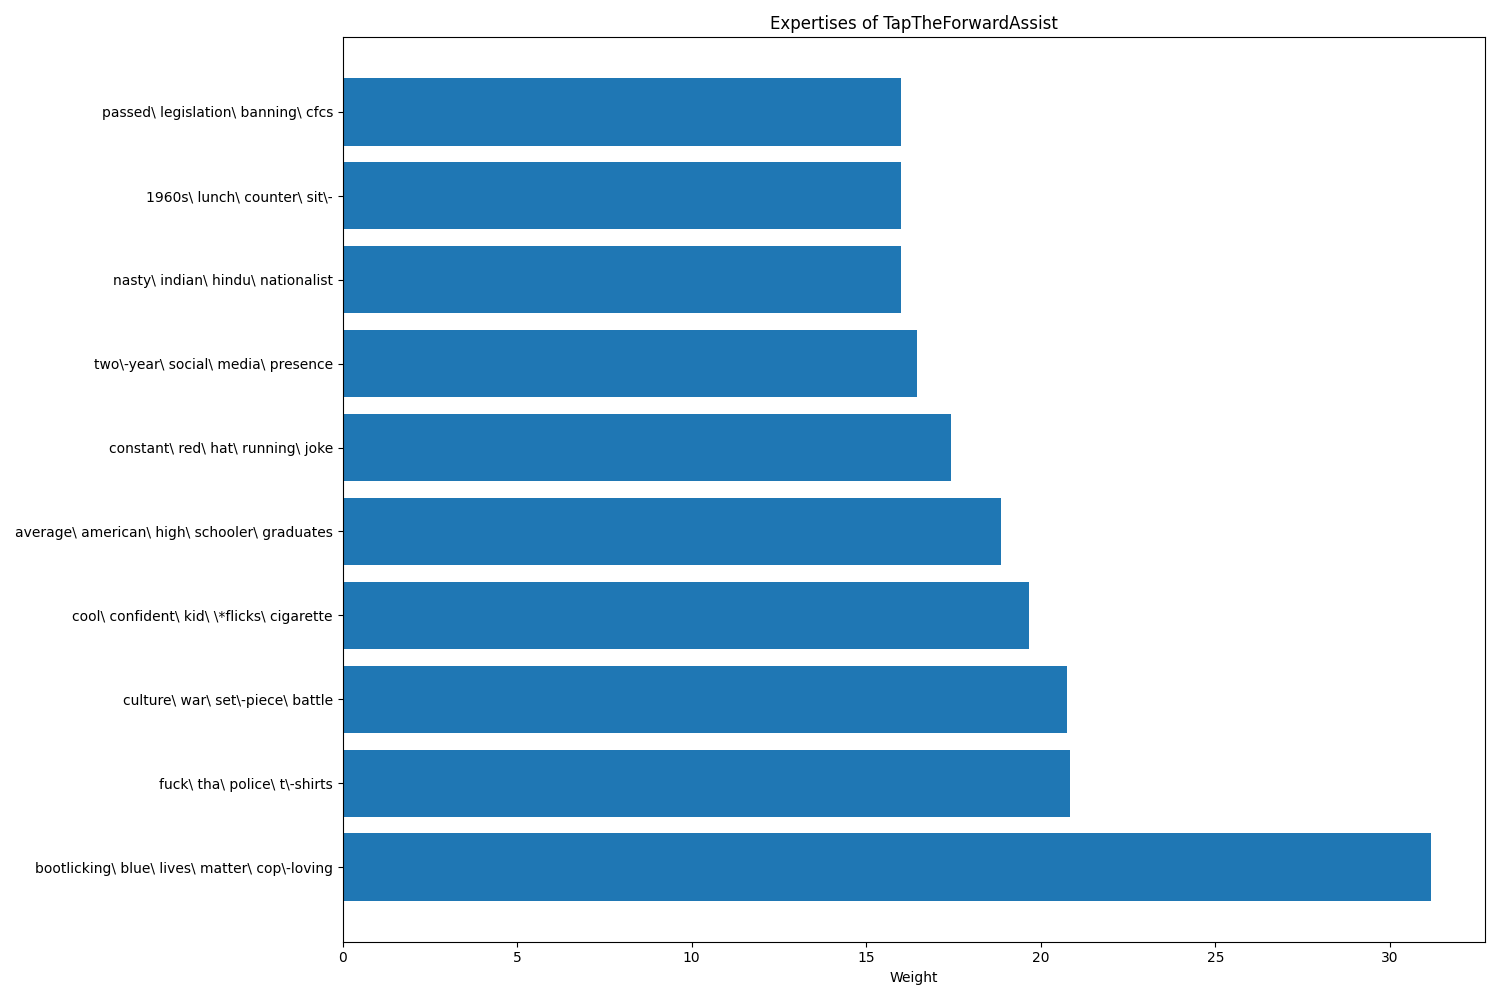 Expertises of TapTheForwardAssist
passed\ legislation\ banning\ cfcs
1960s\ lunch\ counter\ sit\-
nasty\ indian\ hindu\ nationalist
two\-year\ social\ media\ presence
constant\ red\ hat\ running\ joke
average\ american\ high\ schooler\ graduates
cool\ confident\ kid\ \*flicks\ cigarette
culture\ war\ set\-piece\ battle
fuck\ tha\ police\ t\-shirts
bootlicking\ blue\ lives\ matter\ cop\-loving
0 5 10 15 20 25 30
Weight